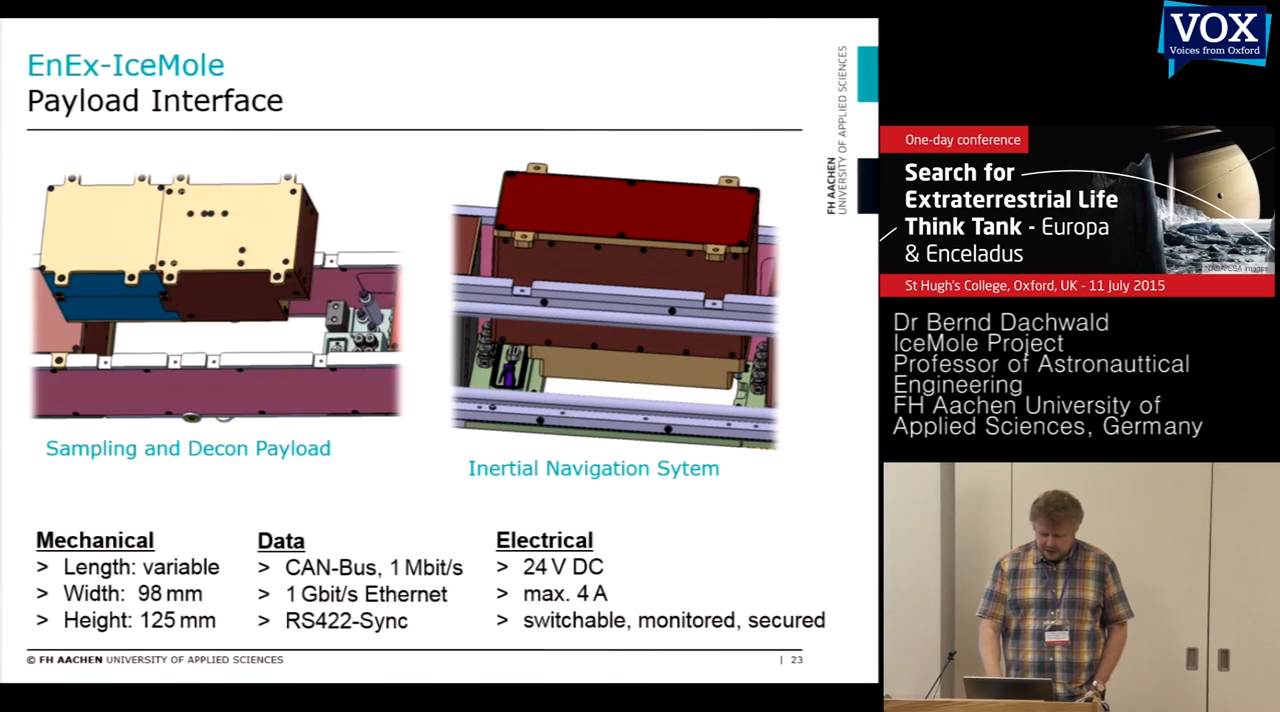 EnEx-IceMole
Payload Interface
FH AACHEN
UNIVERSITY OF APPLIED SCIENCES
Sampling and Decon Payload
Inertial Navigation Sytem
Mechanical
> Length: variable
> Width: 98 mm
> Height: 125 mm
Data
> CAN-Bus, 1 Mbit/s
> 1 Gbit/s Ethernet
> RS422-Sync
Electrical
> 24 V DC
> max. 4 A
> switchable, monitored, secured
© FH AACHEN UNIVERSITY OF APPLIED SCIENCES
| 23
VOX
Voices from Oxford
One-day conference
Search for
Extraterrestrial Life
Think Tank - Europa
& Enceladus
NASA/ESA images
St Hugh's College, Oxford, UK - 11 July 2015
Dr Bernd Dachwald
IceMole Project
Professor of Astronauttical
Engineering
FH Aachen University of
Applied Sciences, Germany